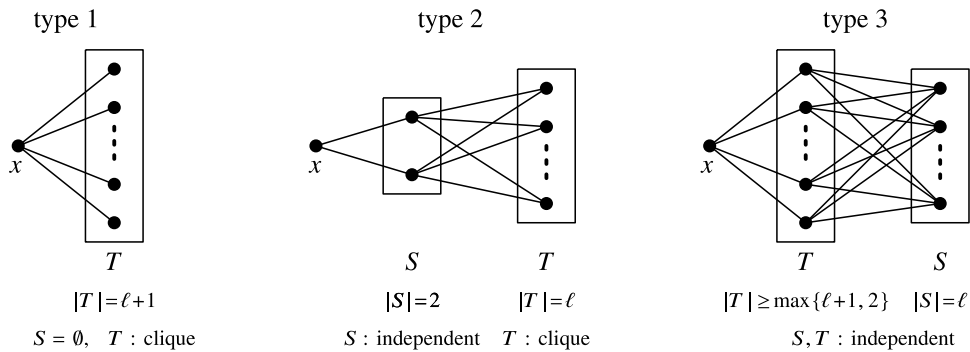 type 1 type 2 type 3
x x x
T S T T S
|T|=ℓ+1 |S|=2 |T|=ℓ |T|≥max{ℓ+1, 2} |S|=ℓ
S = ∅, T : clique S : independent T : clique S, T : independent